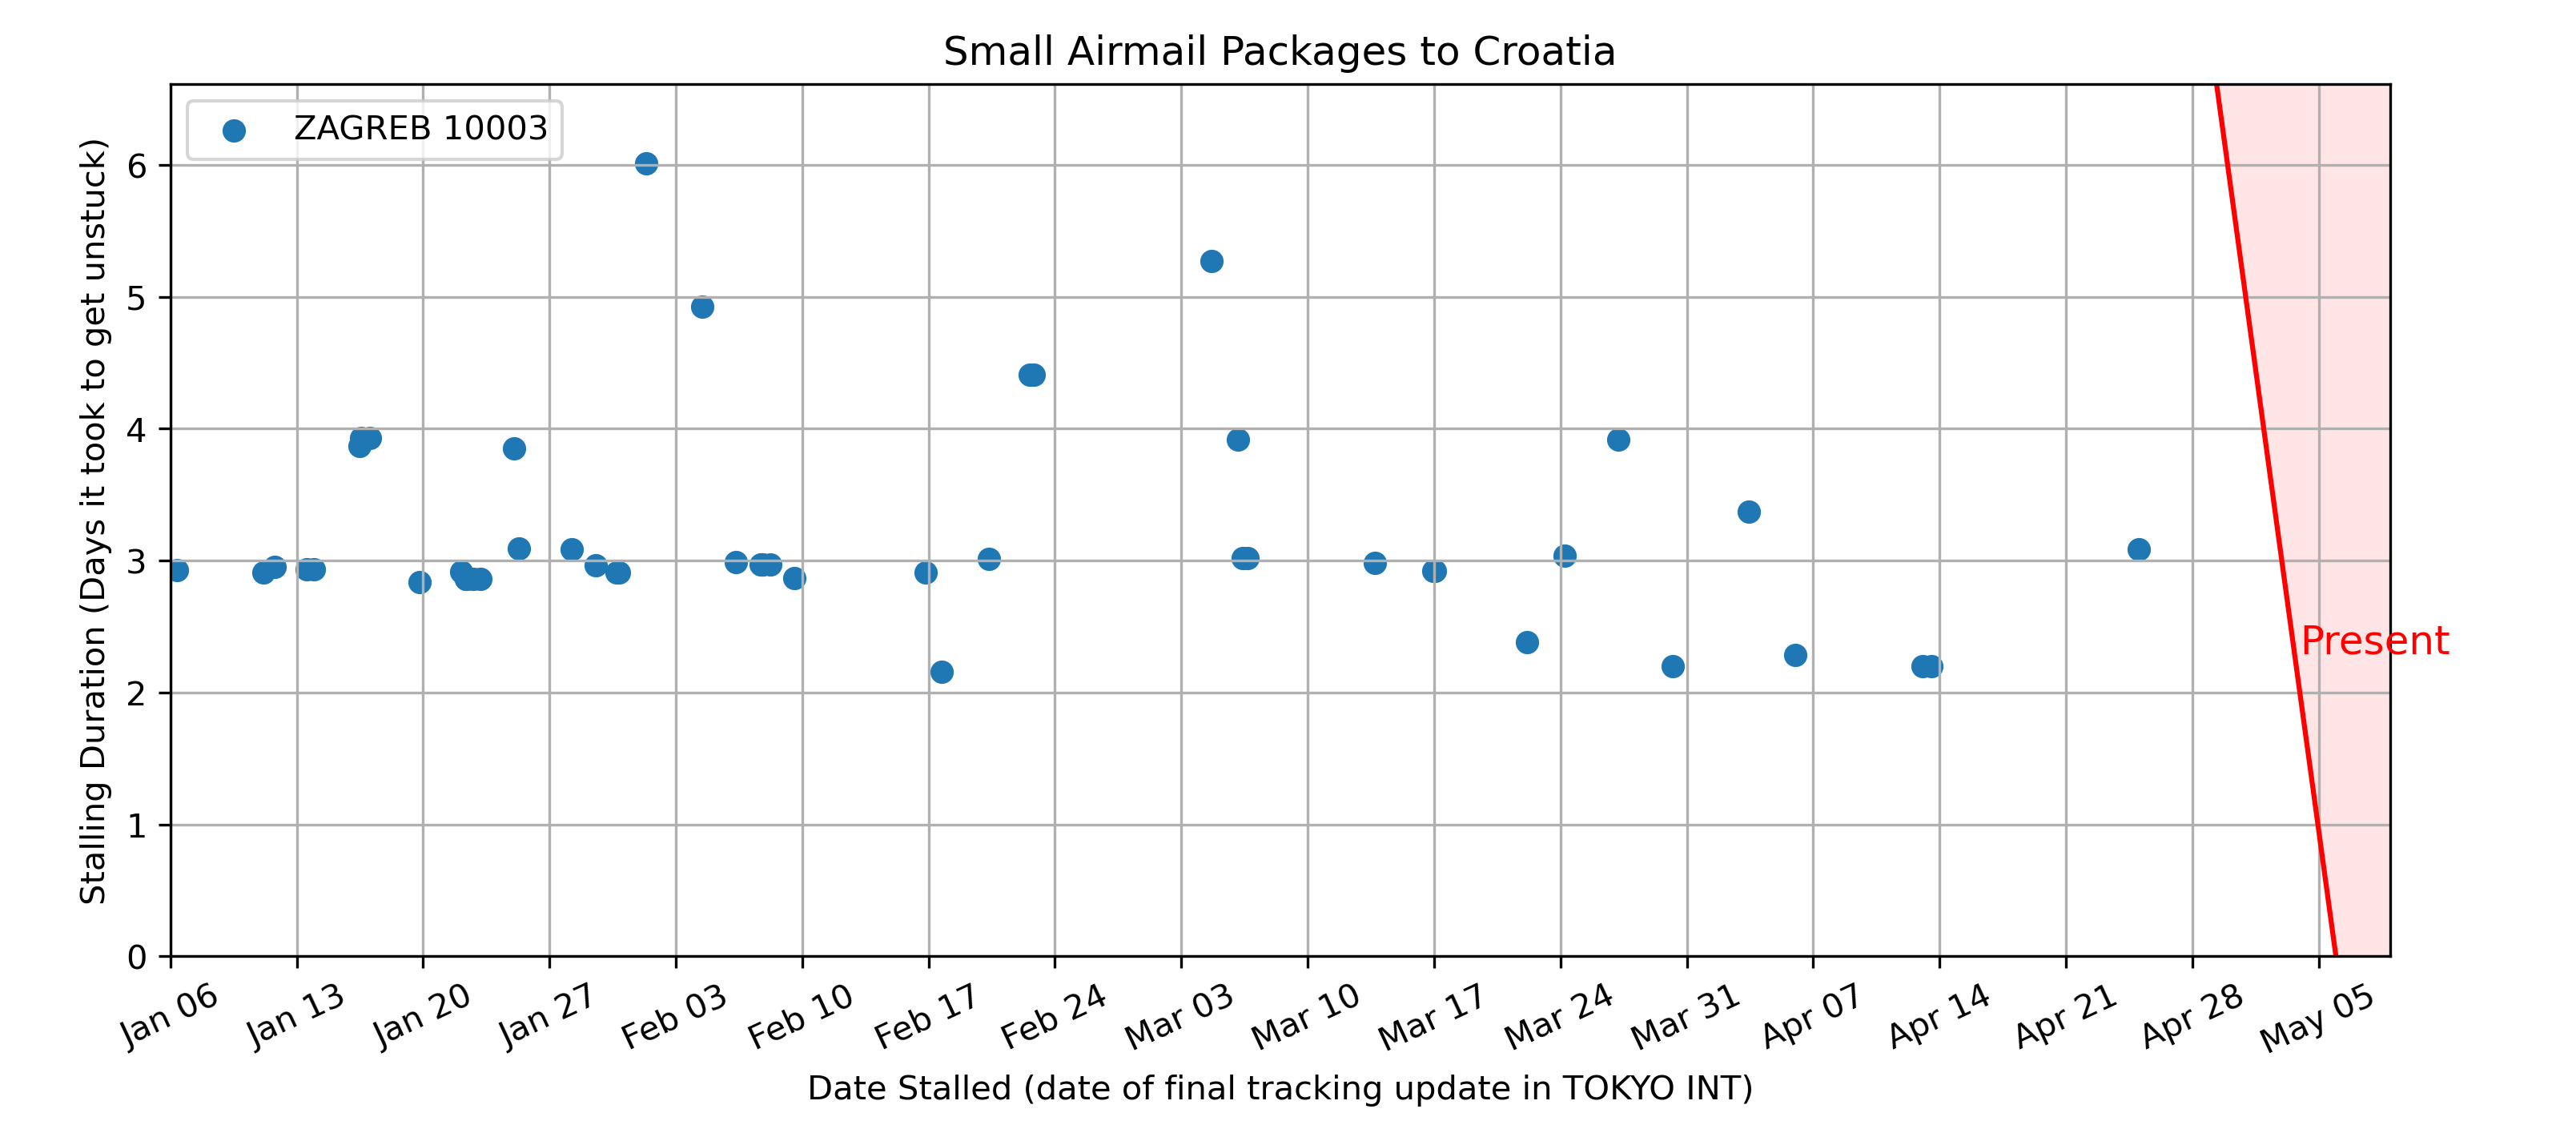 Small Airmail Packages to Croatia
ZAGREB 10003
Stalling Duration (Days it took to get unstuck)
6
5
4
3
2
1
0
Present
Jan 06
Jan 13
Jan 20
Jan 27
Feb 03
Feb 10
Feb 17
Feb 24
Mar 03
Mar 10
Mar 17
Mar 24
Mar 31
Apr 07
Apr 14
Apr 21
Apr 28
May 05
Date Stalled (date of final tracking update in TOKYO INT)